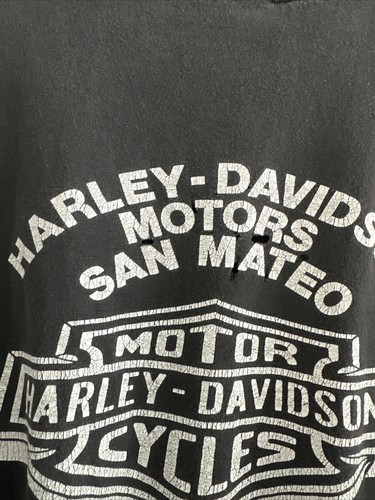 HARLEY-DAVIDS
MOTORS
SAN MATEO
MOTOR
HARLEY-DAVIDSON
CYCLES